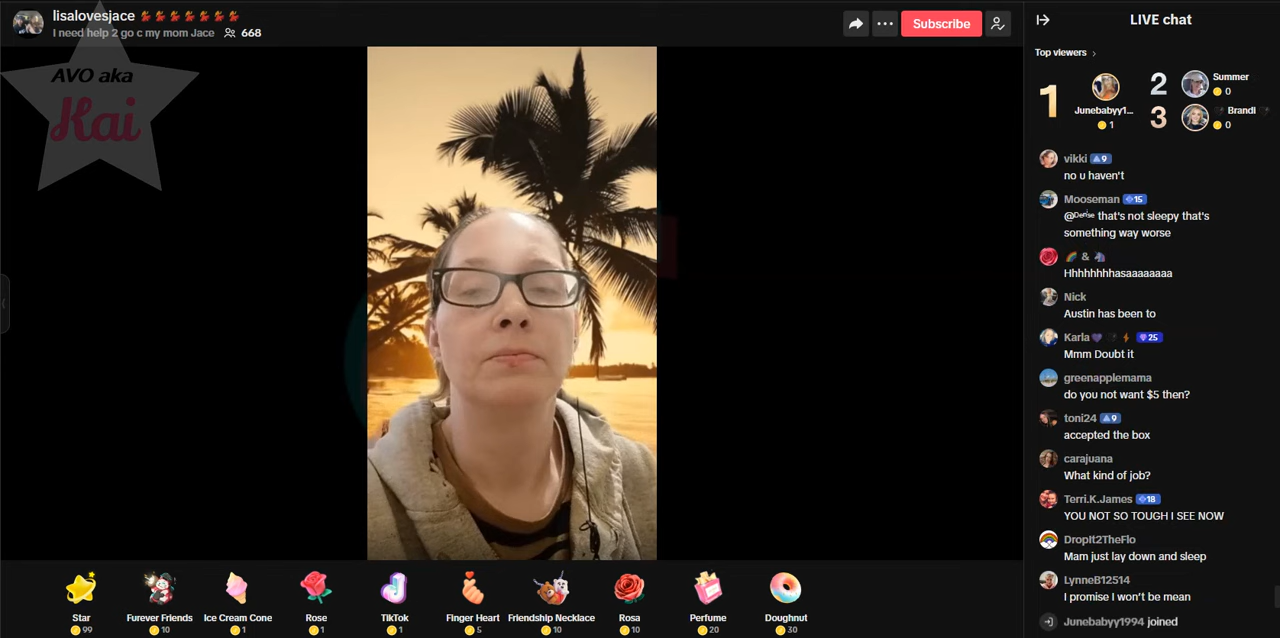 lisalovesjace
I need help 2 go c my mom Jace 668
Subscribe
AVO aka
Kai
LIVE chat
Top viewers
1
Junebabyy1...
1
2
Summer
0
3
Brandi
0
vikki 9
no u haven't
Mooseman 15
@ᴰᵉⁿⁱˢᵉ that's not sleepy that's
something way worse
&
Hhhhhhhhasaaaaaaaa
Nick
Austin has been to
Karla 25
Mmm Doubt it
greenapplemama
do you not want $5 then?
toni24 9
accepted the box
carajuana
What kind of job?
Terri.K.James 18
YOU NOT SO TOUGH I SEE NOW
DropIt2TheFlo
Mam just lay down and sleep
LynneB12514
I promise I won't be mean
Junebabyy1994 joined
Star Furever Friends Ice Cream Cone Rose TikTok Finger Heart Friendship Necklace Rosa Perfume Doughnut
99 10 1 1 1 5 10 10 20 30